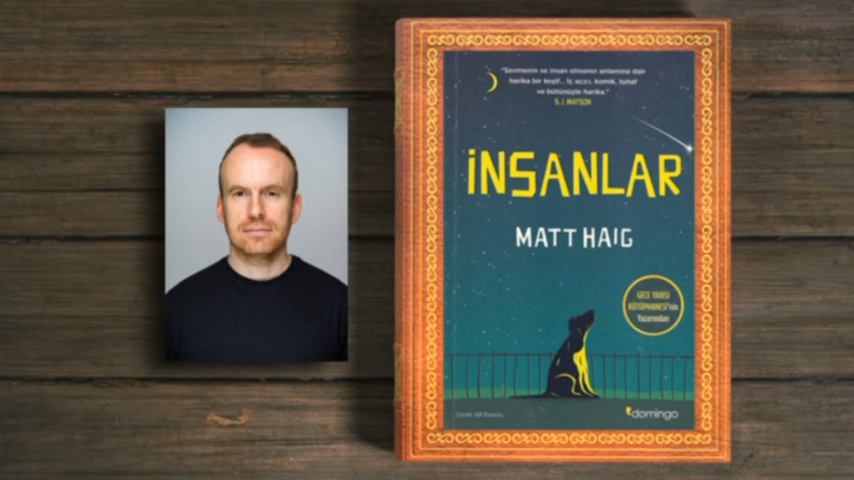 "Sevmenin ve insan olmanın anlamına dair
harika bir keşif... İç açıcı, komik, tuhaf
ve bütünüyle harika."
S.J. WATSON
İNSANLAR
MATT HAIG
GECE YARISI
KÜTÜPHANESİ'nin
Yazarından
domingo